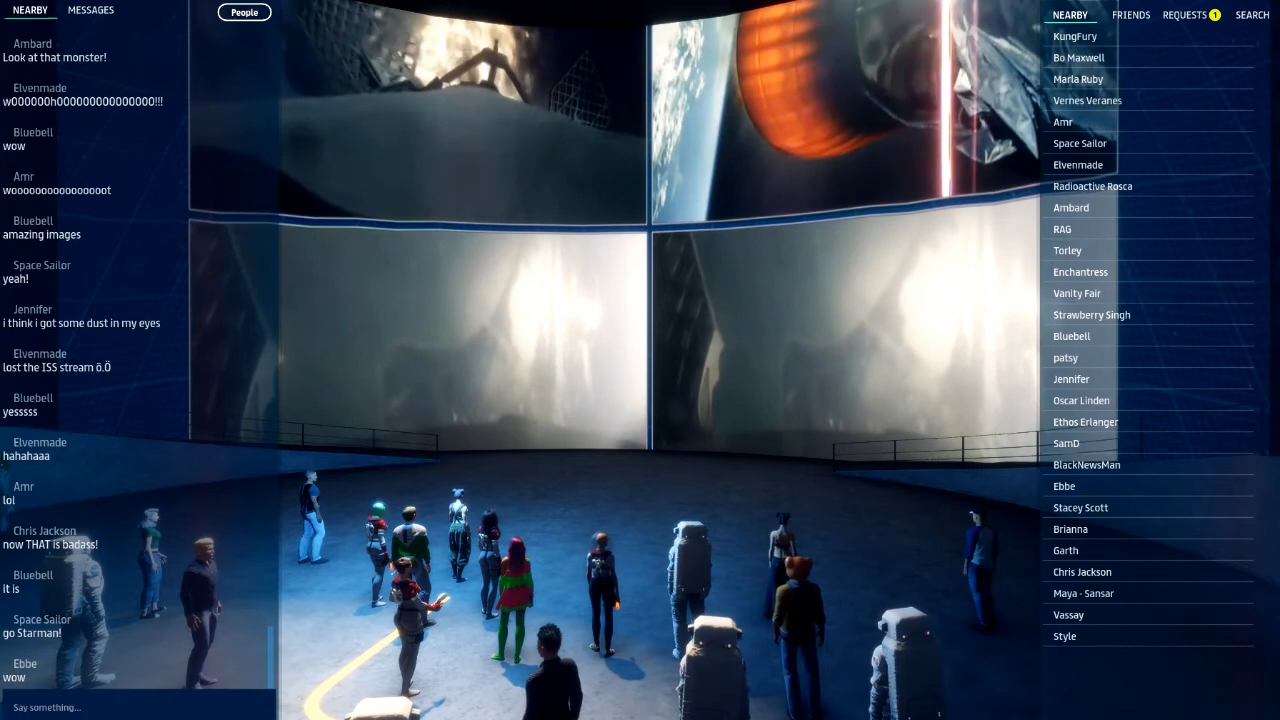 NEARBY MESSAGES
People
Ambard
Look at that monster!
Elvenmade
wOOOOOOhOOOOOOOOOOOOOOO!!!
Bluebell
wow
Amr
woooooooooooooooot
Bluebell
amazing images
Space Sailor
yeah!
Jennifer
i think i got some dust in my eyes
Elvenmade
lost the ISS stream ö.Ö
Bluebell
yesssss
Elvenmade
hahahaaa
Amr
lol
Chris Jackson
now THAT is badass!
Bluebell
it is
Space Sailor
go Starman!
Ebbe
wow
Say something...
NEARBY FRIENDS REQUESTS 1 SEARCH
KungFury
Bo Maxwell
Marla Ruby
Vernes Veranes
Amr
Space Sailor
Elvenmade
Radioactive Rosca
Ambard
RAG
Torley
Enchantress
Vanity Fair
Strawberry Singh
Bluebell
patsy
Jennifer
Oscar Linden
Ethos Erlanger
SamD
BlackNewsMan
Ebbe
Stacey Scott
Brianna
Garth
Chris Jackson
Maya - Sansar
Vassay
Style